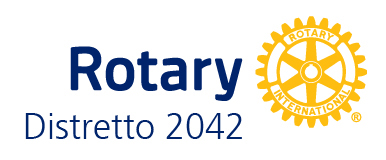 Rotary
Distretto 2042
ROTARY
INTERNATIONAL
®